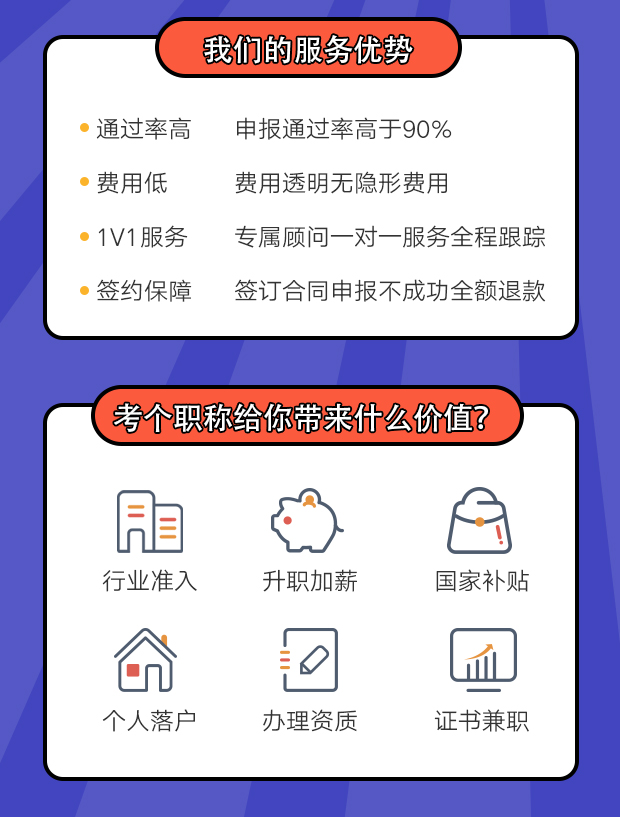 我们的服务优势
通过率高 申报通过率高于90%
费用低 费用透明无隐形费用
1V1服务 专属顾问一对一服务全程跟踪
签约保障 签订合同申报不成功全额退款
考个职称给你带来什么价值?
行业准入 升职加薪 国家补贴
个人落户 办理资质 证书兼职